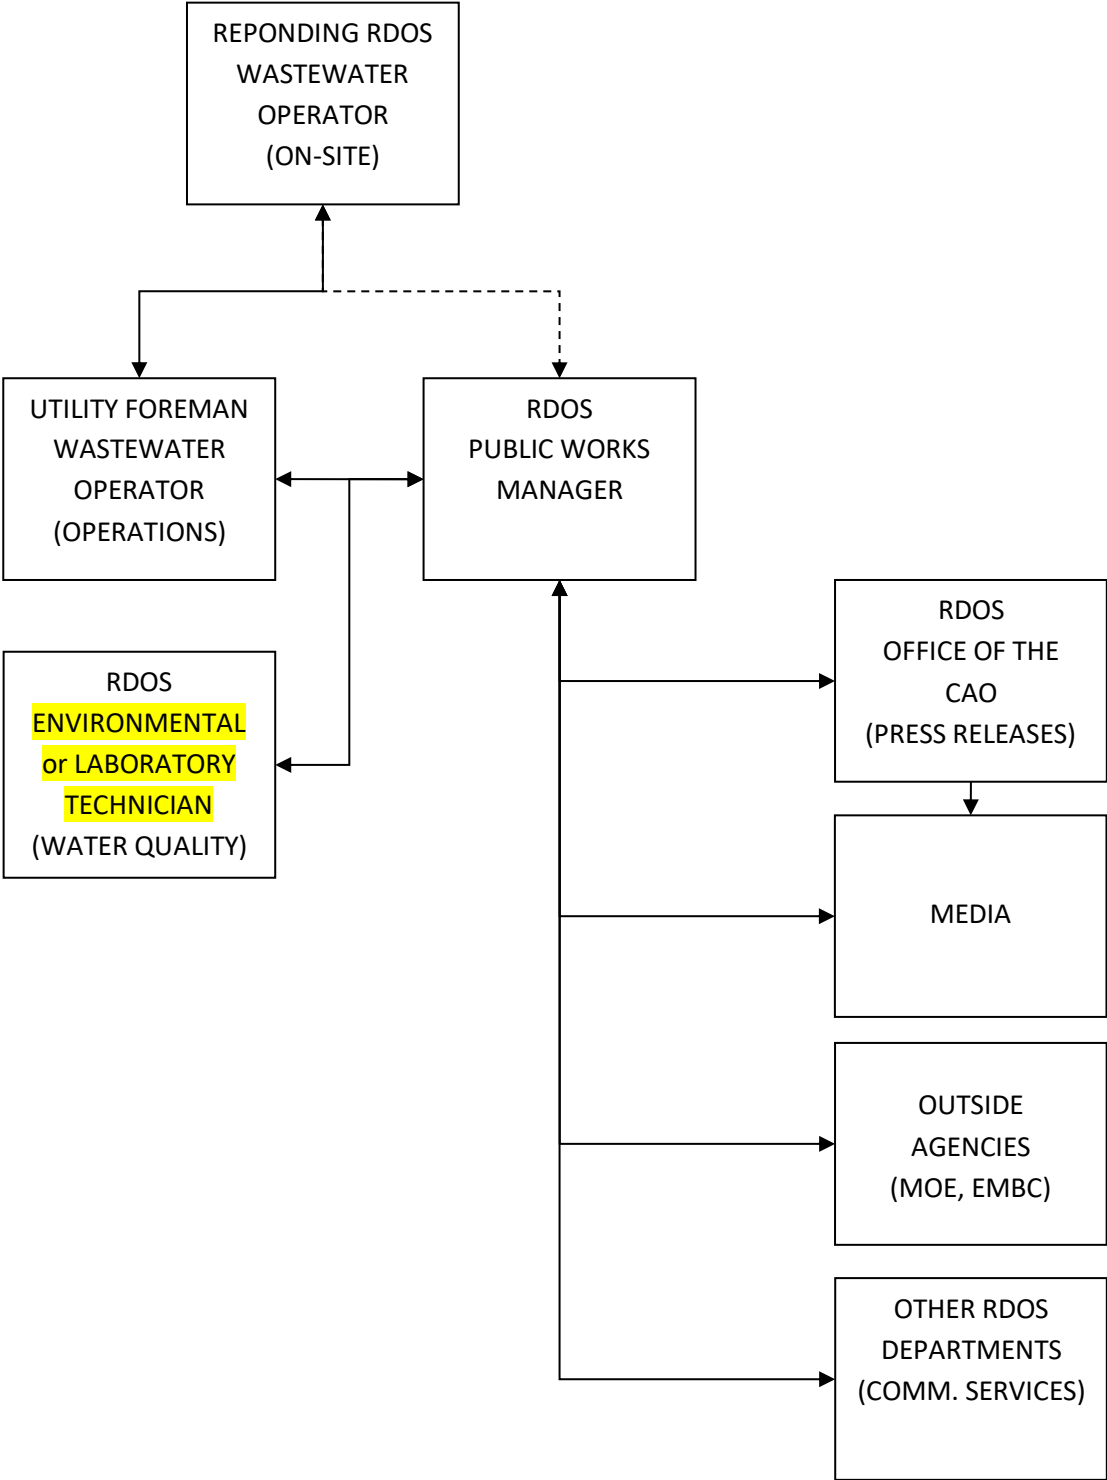 REPONDING RDOS
WASTEWATER
OPERATOR
(ON-SITE)
UTILITY FOREMAN
WASTEWATER
OPERATOR
(OPERATIONS)
RDOS
PUBLIC WORKS
MANAGER
RDOS
ENVIRONMENTAL
or LABORATORY
TECHNICIAN
(WATER QUALITY)
RDOS
OFFICE OF THE
CAO
(PRESS RELEASES)
MEDIA
OUTSIDE
AGENCIES
(MOE, EMBC)
OTHER RDOS
DEPARTMENTS
(COMM. SERVICES)